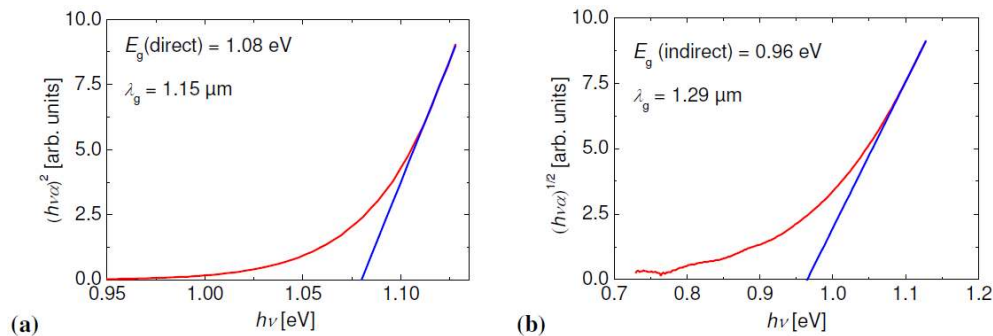 10.0
7.5
5.0
2.5
0.0
(hνα)² [arb. units]
E_g(direct) = 1.08 eV
λ_g = 1.15 µm
0.95
1.00
1.05
1.10
hν [eV]
(a)
10.0
7.5
5.0
2.5
0.0
(hνα)^1/2 [arb. units]
E_g (indirect) = 0.96 eV
λ_g = 1.29 µm
0.7
0.8
0.9
1.0
1.1
1.2
hν [eV]
(b)